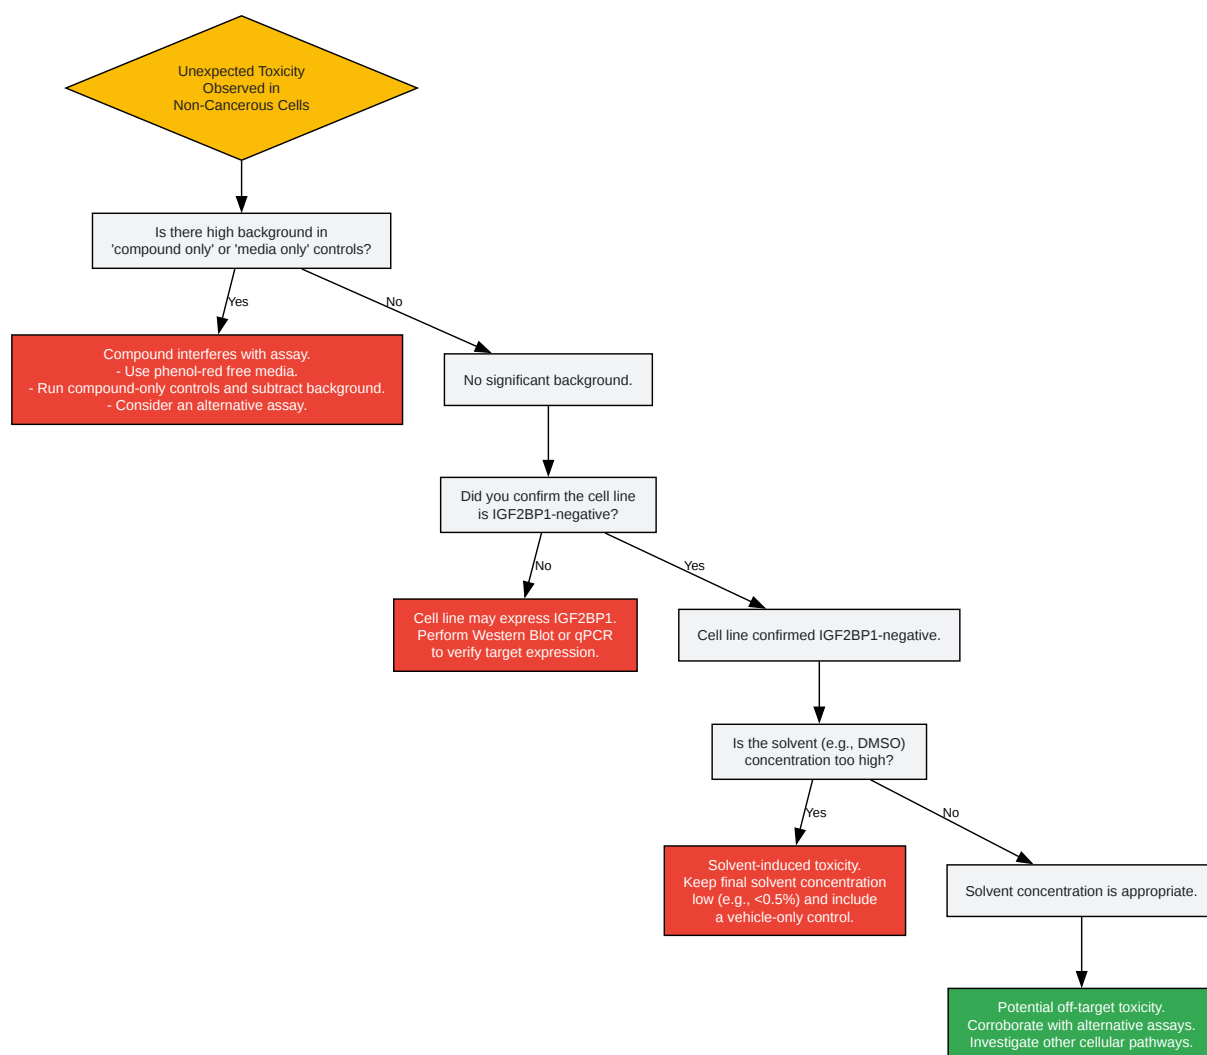 Unexpected Toxicity
Observed in
Non-Cancerous Cells
Is there high background in
'compound only' or 'media only' controls?
Yes
No
Compound interferes with assay.
- Use phenol-red free media.
- Run compound-only controls and subtract background.
- Consider an alternative assay.
No significant background.
Did you confirm the cell line
is IGF2BP1-negative?
No
Yes
Cell line may express IGF2BP1.
Perform Western Blot or qPCR
to verify target expression.
Cell line confirmed IGF2BP1-negative.
Is the solvent (e.g., DMSO)
concentration too high?
Yes
No
Solvent-induced toxicity.
Keep final solvent concentration
low (e.g., <0.5%) and include
a vehicle-only control.
Solvent concentration is appropriate.
Potential off-target toxicity.
Corroborate with alternative assays.
Investigate other cellular pathways.